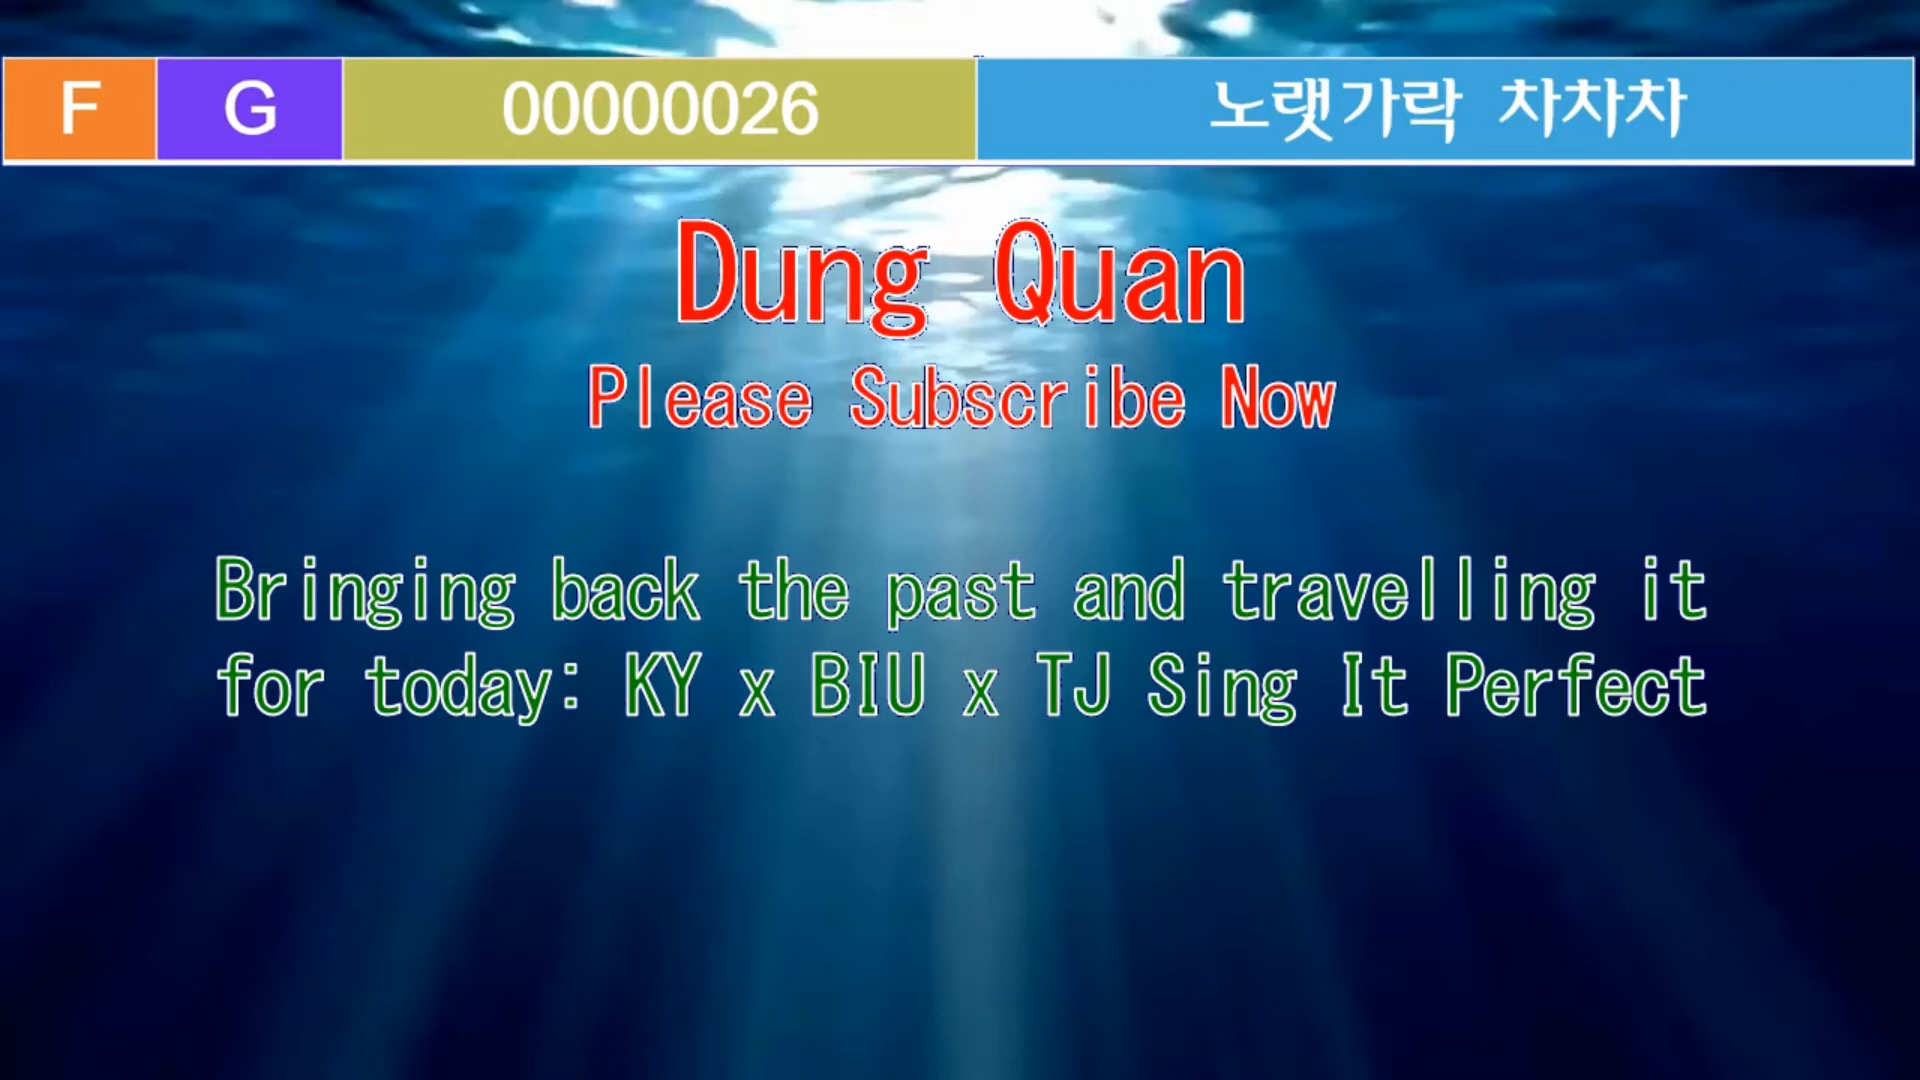 F G 00000026 노랫가락 차차차
Dung Quan
Please Subscribe Now
Bringing back the past and travelling it
for today: KY x BIU x TJ Sing It Perfect